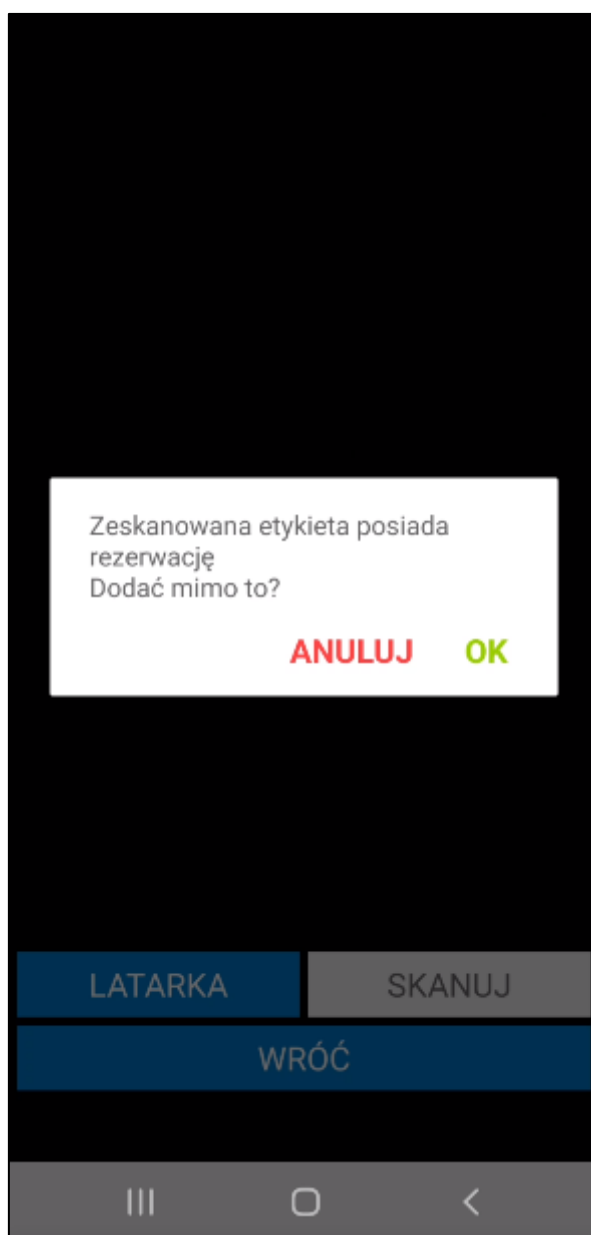 Zeskanowana etykieta posiada
rezerwację
Dodać mimo to?
ANULUJ OK
LATARKA SKANUJ
WRÓĆ